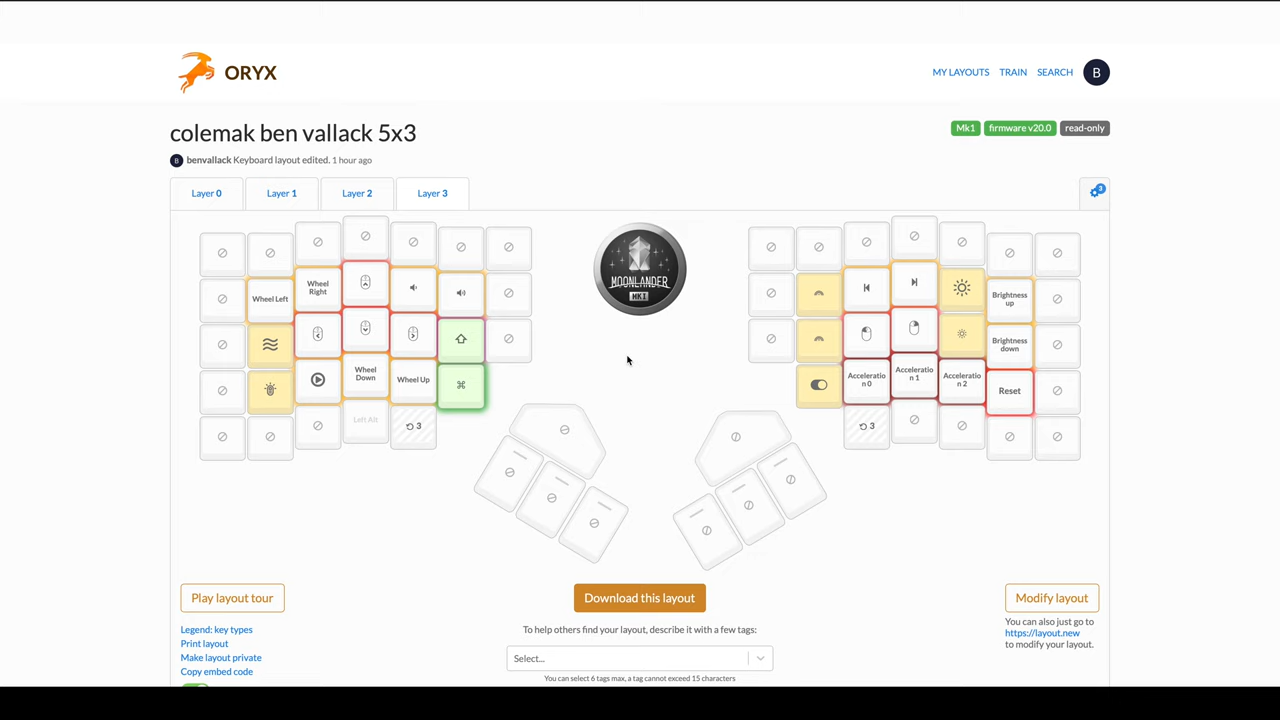 ORYX
MY LAYOUTS TRAIN SEARCH B
colemak ben vallack 5x3
Mk1 firmware v20.0 read-only
B benvallack Keyboard layout edited. 1 hour ago
Layer 0 Layer 1 Layer 2 Layer 3 3
MOONLANDER
MK1
Wheel Left
Wheel
Right
Brightness
up
Brightness
down
Wheel
Down
Wheel Up
Acceleratio
n 0
Acceleratio
n 1
Acceleratio
n 2
Reset
Left Alt
3
3
Play layout tour
Download this layout
Modify layout
Legend: key types
Print layout
Make layout private
Copy embed code
To help others find your layout, describe it with a few tags:
Select...
You can select 6 tags max, a tag cannot exceed 15 characters
You can also just go to
https://layout.new
to modify your layout.